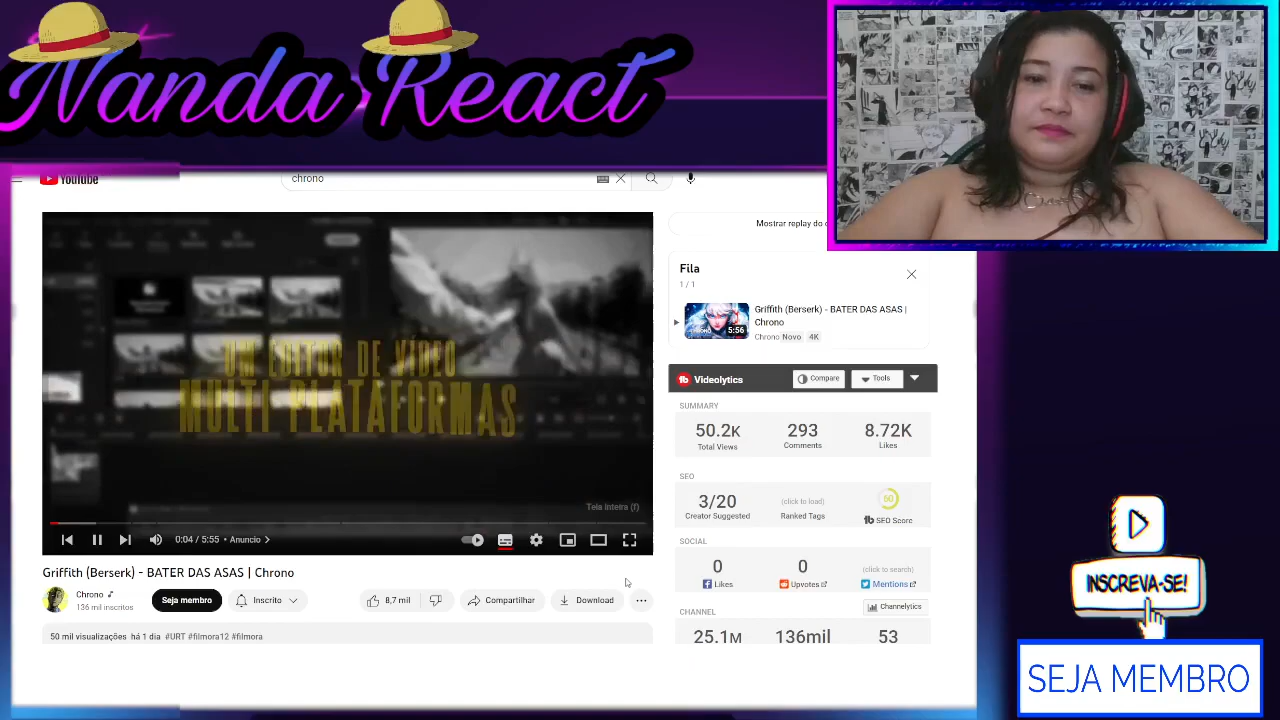 Nanda React
YouTube
chrono
UM EDITOR DE VÍDEO
MULTI PLATAFORMAS
Tela inteira (f)
0:04 / 5:55 • Anuncio
Griffith (Berserk) - BATER DAS ASAS | Chrono
Chrono
136 mil inscritos
Seja membro
Inscrito
8,7 mil
Compartilhar
Download
50 mil visualizações há 1 dia #URT #filmora12 #filmora
Mostrar replay do
Fila
1 / 1
5:56
Griffith (Berserk) - BATER DAS ASAS |
Chrono
Chrono Novo 4K
Videolytics
Compare
Tools
SUMMARY
50.2K 293 8.72K
Total Views Comments Likes
SEO
3/20 (click to load) 60
Creator Suggested Ranked Tags tb SEO Score
SOCIAL
0 0 (click to search)
Likes Upvotes Mentions
CHANNEL
Channelytics
25.1M 136mil 53
INSCREVA-SE!
SEJA MEMBRO